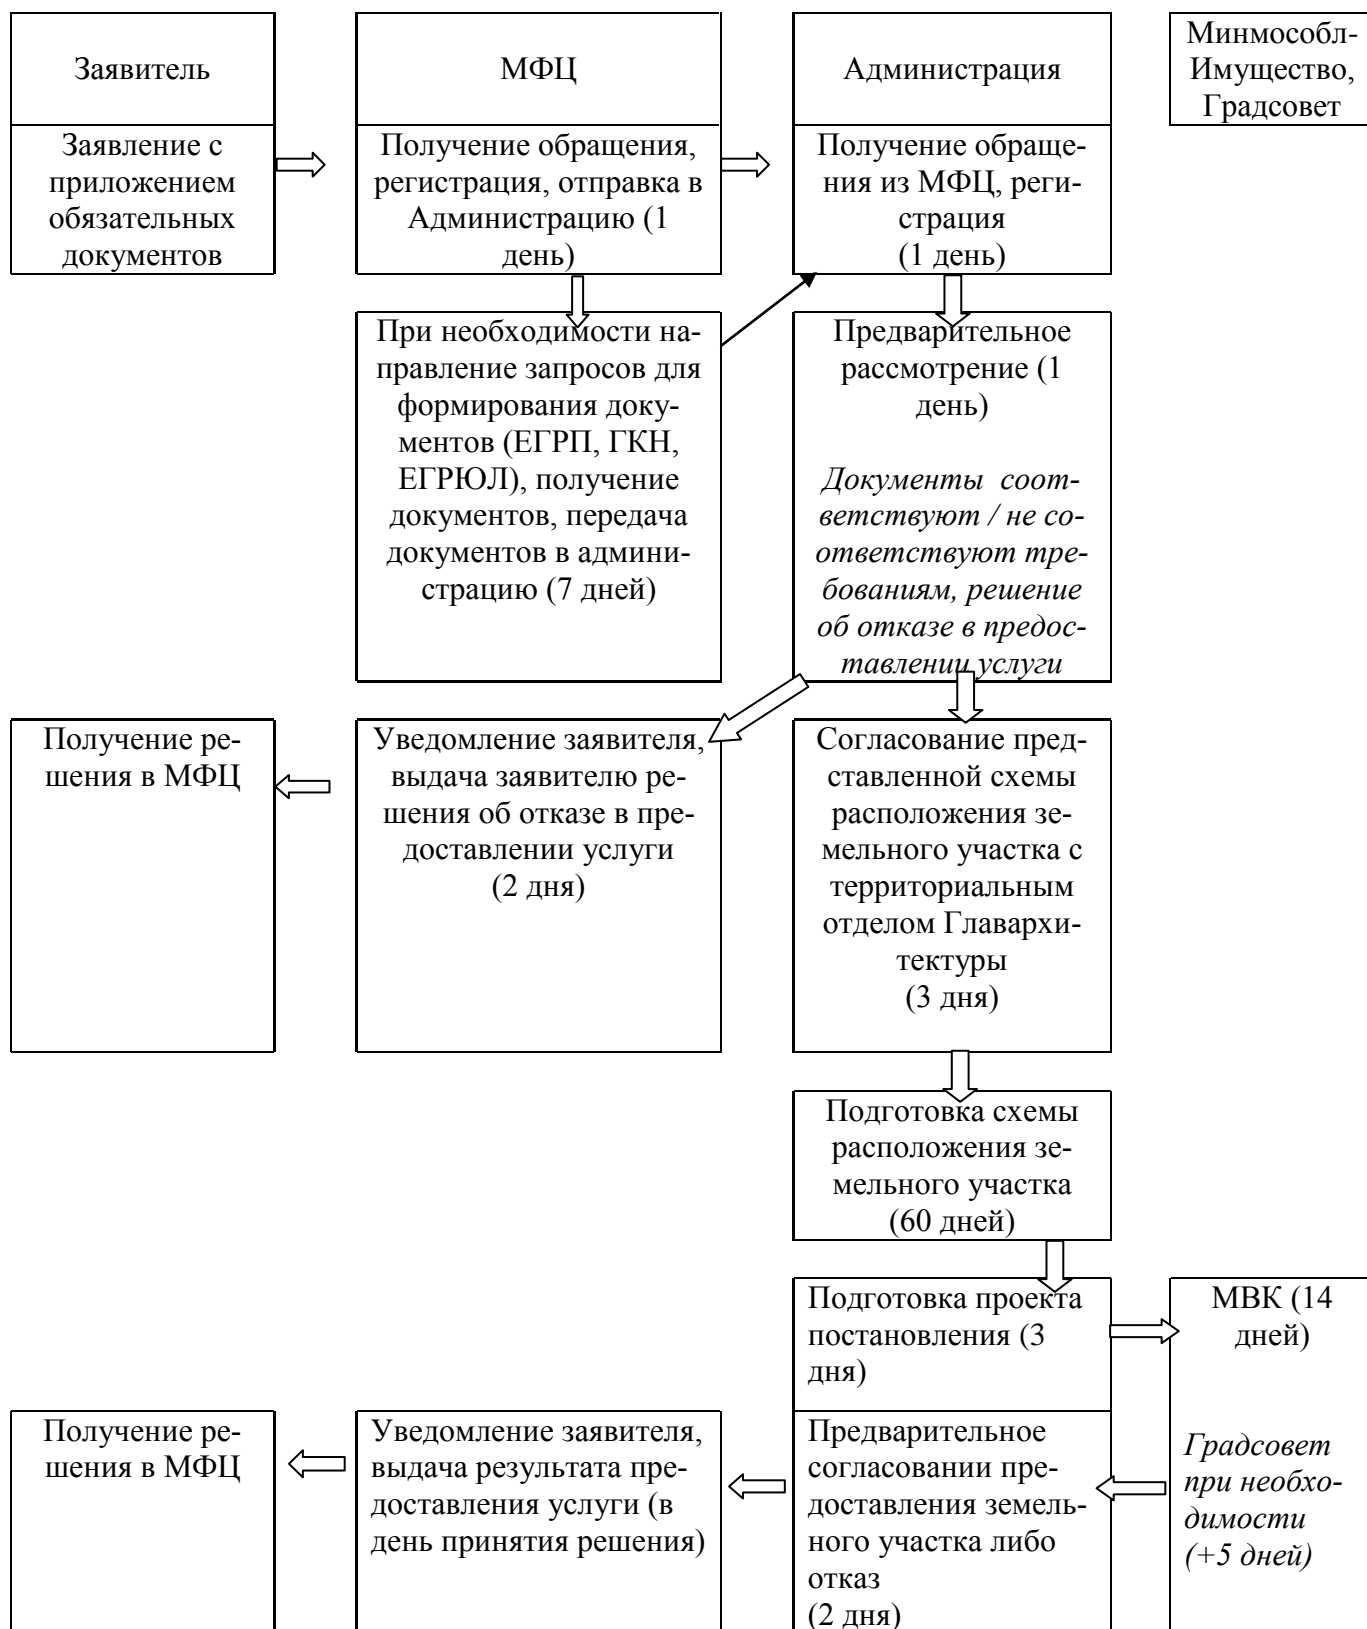 Заявитель
МФЦ
Администрация
Минмособл-
Имущество,
Градсовет
Заявление с
приложением
обязательных
документов
Получение обращения,
регистрация, отправка в
Администрацию (1
день)
Получение обраще-
ния из МФЦ, реги-
страция
(1 день)
При необходимости на-
правление запросов для
формирования доку-
ментов (ЕГРП, ГКН,
ЕГРЮЛ), получение
документов, передача
документов в админи-
страцию (7 дней)
Предварительное
рассмотрение (1
день)
Документы соот-
ветствуют / не со-
ответствуют тре-
бованиям, решение
об отказе в предос-
тавлении услуги
Получение ре-
шения в МФЦ
Уведомление заявителя,
выдача заявителю ре-
шения об отказе в пре-
доставлении услуги
(2 дня)
Согласование пред-
ставленной схемы
расположения зе-
мельного участка с
территориальным
отделом Главархи-
тектуры
(3 дня)
Подготовка схемы
расположения зе-
мельного участка
(60 дней)
Подготовка проекта
постановления (3
дня)
МВК (14
дней)
Градсовет
при необхо-
димости
(+5 дней)
Получение ре-
шения в МФЦ
Уведомление заявителя,
выдача результата пре-
доставления услуги (в
день принятия решения)
Предварительное
согласовании пре-
доставления земель-
ного участка либо
отказ
(2 дня)